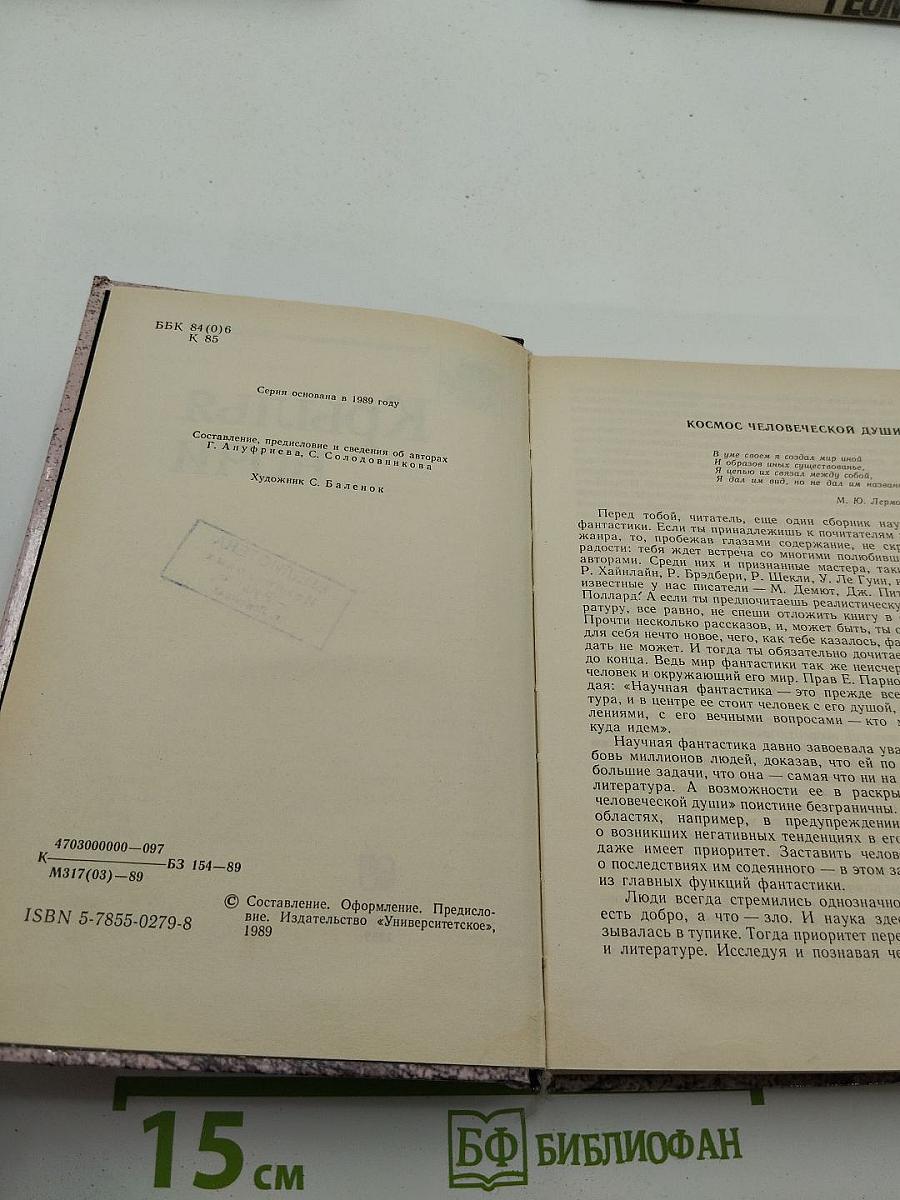 ББК 84(0)6
К 85
Серия основана в 1989 году
Составление, предисловие и сведения об авторах
Г. Ануфриева, С. Солодовникова
Художник С. Баленок
4703000000—097
К БЗ 154—89
М317(03)—89
ISBN 5-7855-0279-8
© Составление. Оформление. Предисло-
вие. Издательство «Университетское»,
1989
КОСМОС ЧЕЛОВЕЧЕСКОЙ ДУШИ
В уме своем я создал мир иной
И образов иных существованье,
Я цепью их связал между собой,
Я дал им вид, но не дал им назван
М. Ю. Лермо
Перед тобой, читатель, еще один сборник нау
фантастики. Если ты принадлежишь к почитателям
жанра, то, пробежав глазами содержание, не скр
радости: тебя ждет встреча со многими полюбивш
авторами. Среди них и признанные мастера, таки
Р. Хайнлайн, Р. Брэдбери, Р. Шекли, У. Ле Гуин, и
известные у нас писатели — М. Демют, Дж. Пит
Поллард. А если ты предпочитаешь реалистическу
ратуру, все равно, не спеши отложить книгу в с
Прочти несколько рассказов, и, может быть, ты о
для себя нечто новое, чего, как тебе казалось, фа
дать не может. И тогда ты обязательно дочитае
до конца. Ведь мир фантастики так же неисчер
человек и окружающий его мир. Прав Е. Парно
дая: «Научная фантастика — это прежде все
тура, и в центре ее стоит человек с его душой,
лениями, с его вечными вопросами — кто м
куда идем».
Научная фантастика давно завоевала ува
бовь миллионов людей, доказав, что ей по
большие задачи, что она — самая что ни на
литература. А возможности ее в раскры
человеческой души» поистине безграничны.
областях, например, в предупреждении
о возникших негативных тенденциях в его
даже имеет приоритет. Заставить челов
о последствиях им содеянного — в этом за
из главных функций фантастики.
Люди всегда стремились однозначно
есть добро, а что — зло. И наука здес
зывалась в тупике. Тогда приоритет пере
и литературе. Исследуя и познавая че
15 см
БФ БИБЛИОФАН